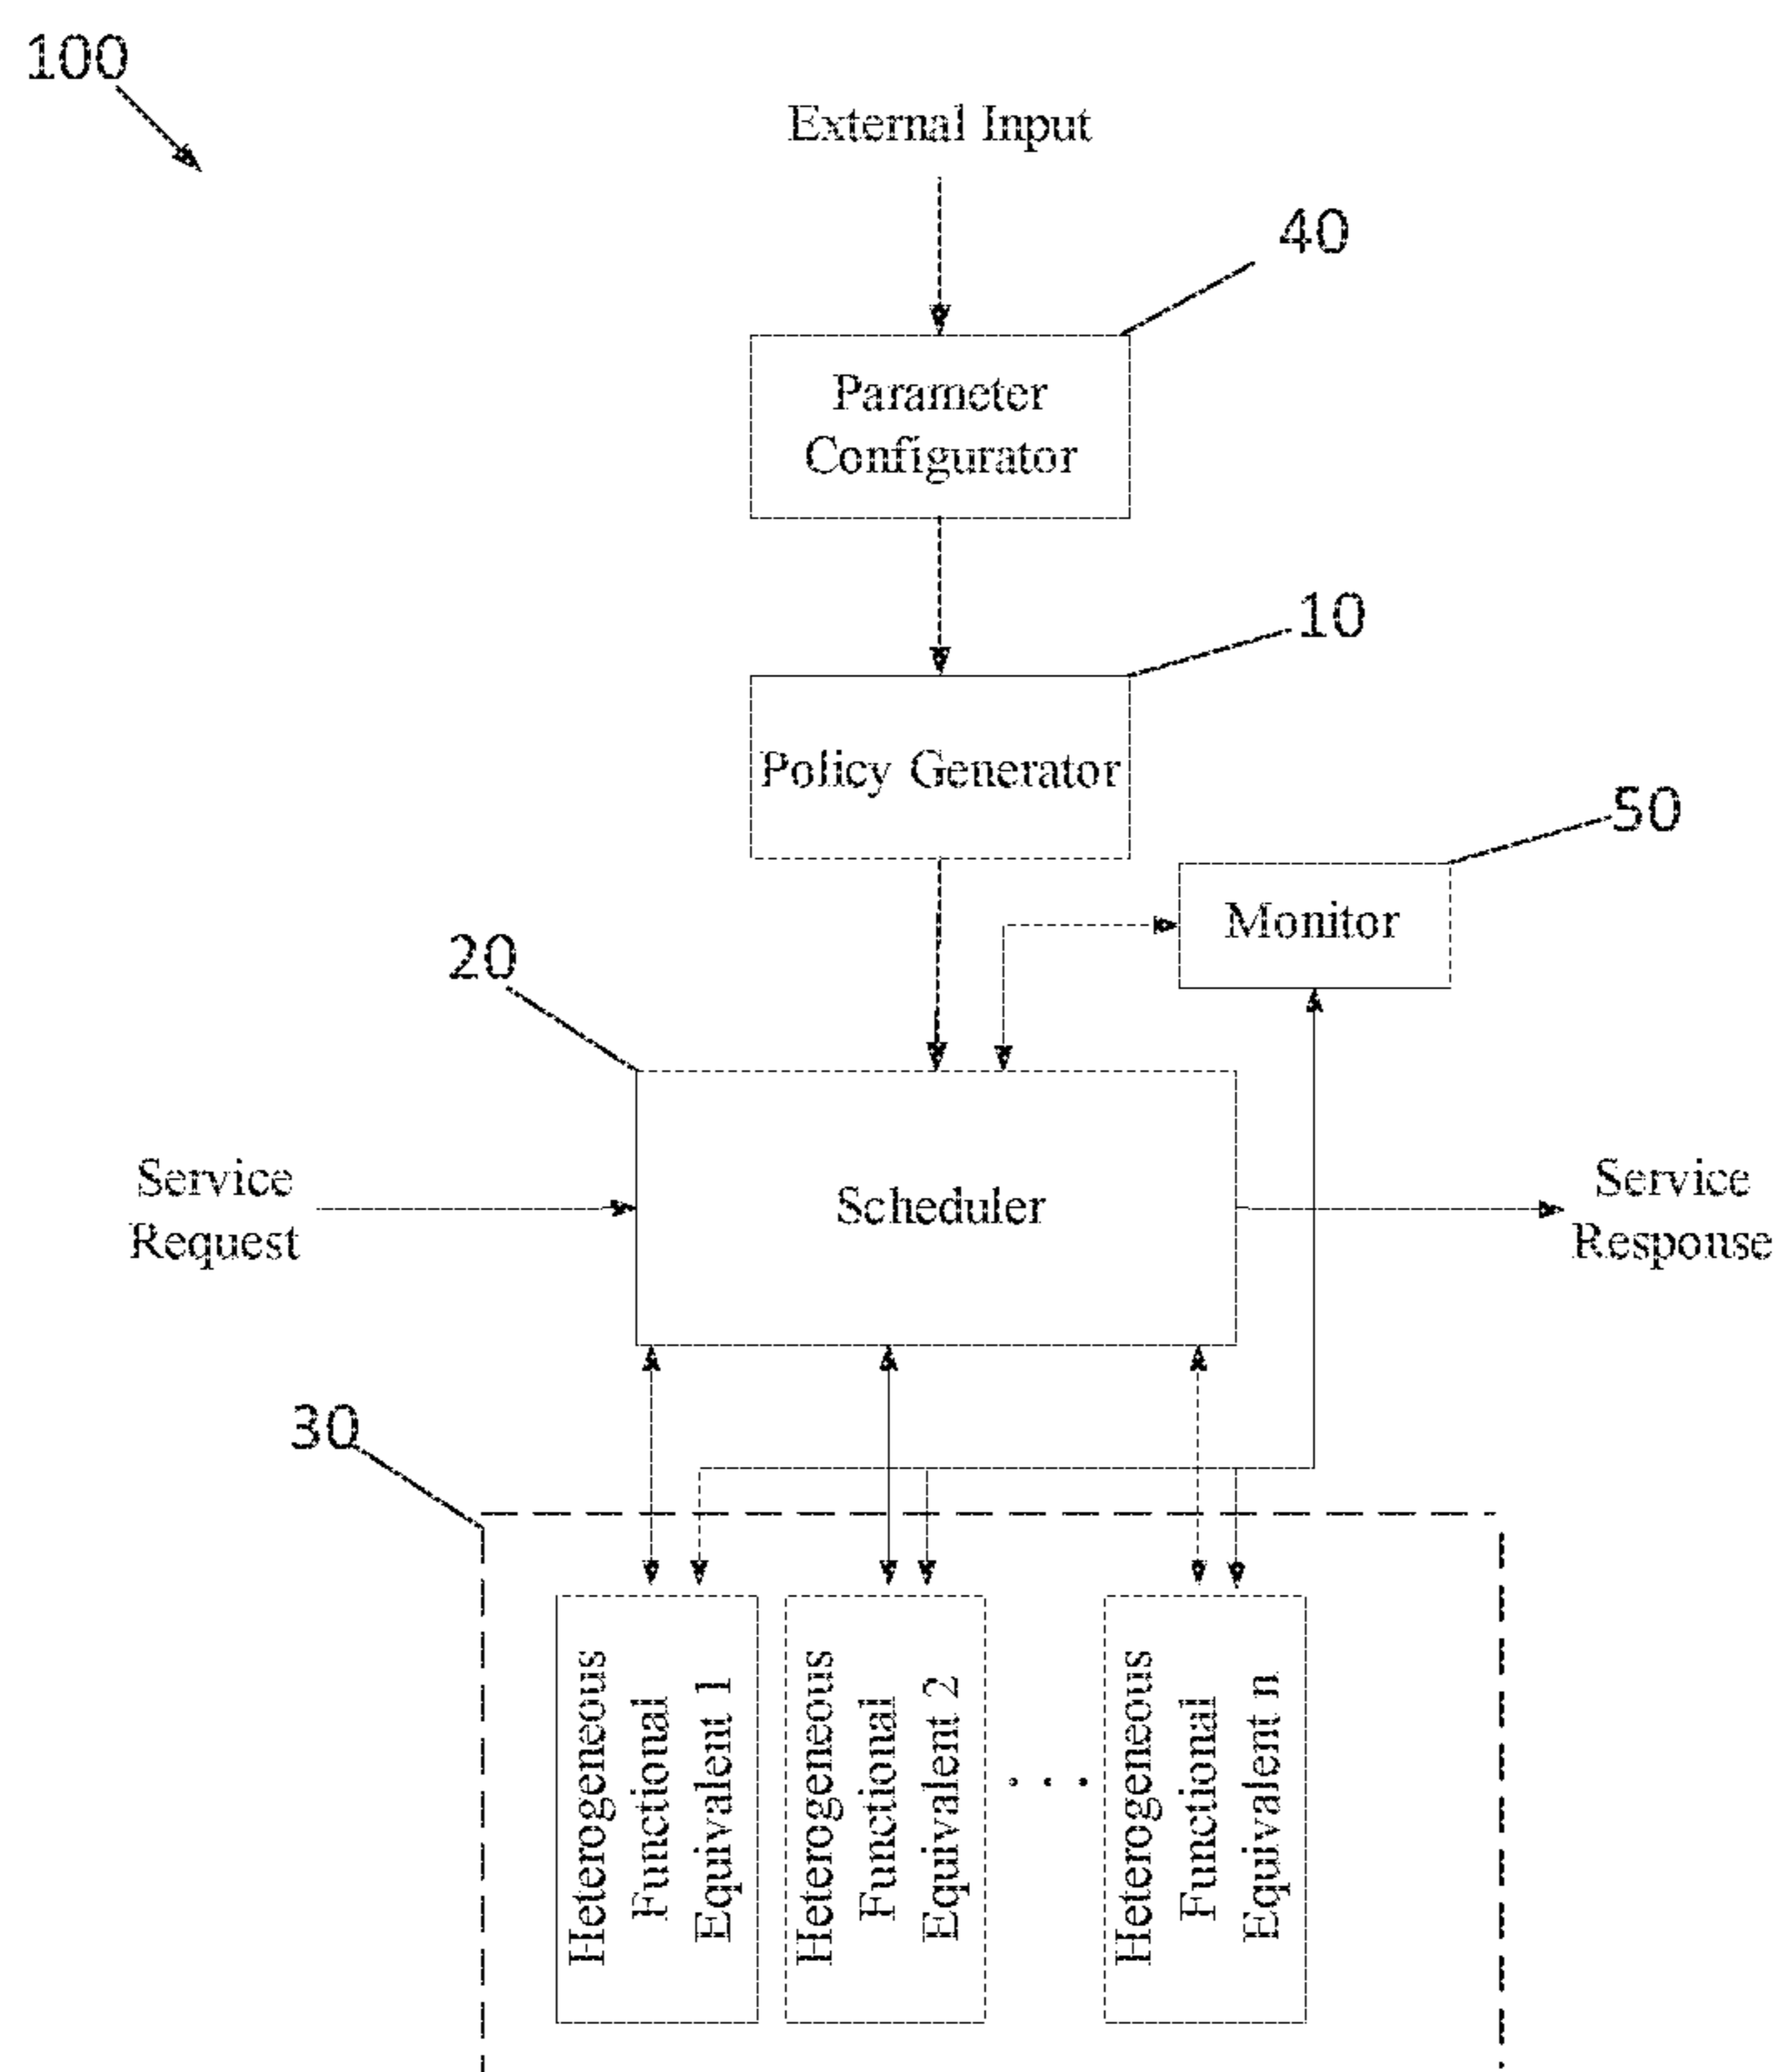 100
External Input
40
Parameter
Configurator
10
Policy Generator
50
Monitor
20
Service
Request
Scheduler
Service
Response
30
Heterogeneous
Functional
Equivalent 1
Heterogeneous
Functional
Equivalent 2
. . .
Heterogeneous
Functional
Equivalent n